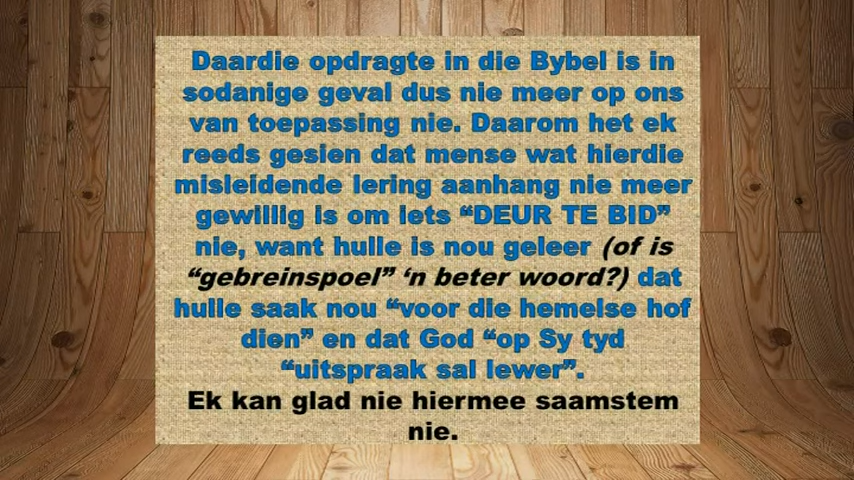 Daardie opdragte in die Bybel is in
sodanige geval dus nie meer op ons
van toepassing nie. Daarom het ek
reeds gesien dat mense wat hierdie
misleidende lering aanhang nie meer
gewillig is om iets “DEUR TE BID”
nie, want hulle is nou geleer (of is
“gebreinspoel” ‘n beter woord?) dat
hulle saak nou “voor die hemelse hof
dien” en dat God “op Sy tyd
“uitspraak sal lewer”.
Ek kan glad nie hiermee saamstem
nie.